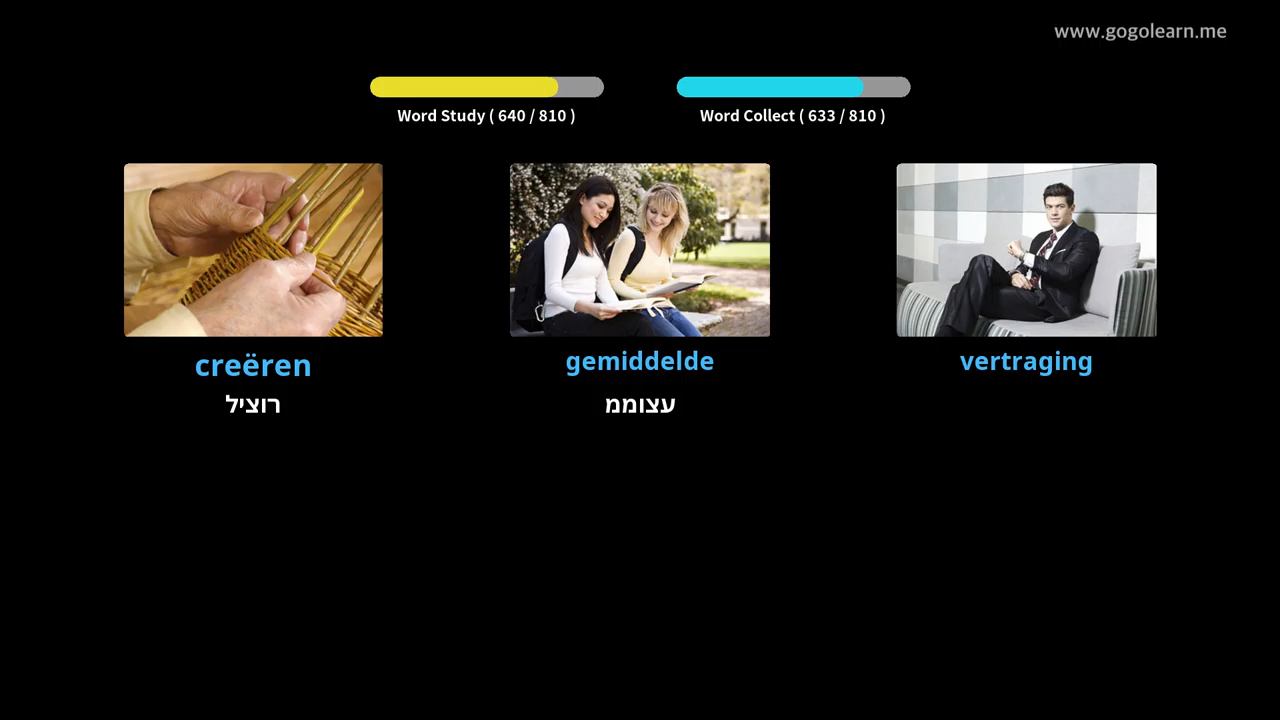 www.gogolearn.me
Word Study ( 640 / 810 )
Word Collect ( 633 / 810 )
creëren
gemiddelde
vertraging
רוציל
עצוממ